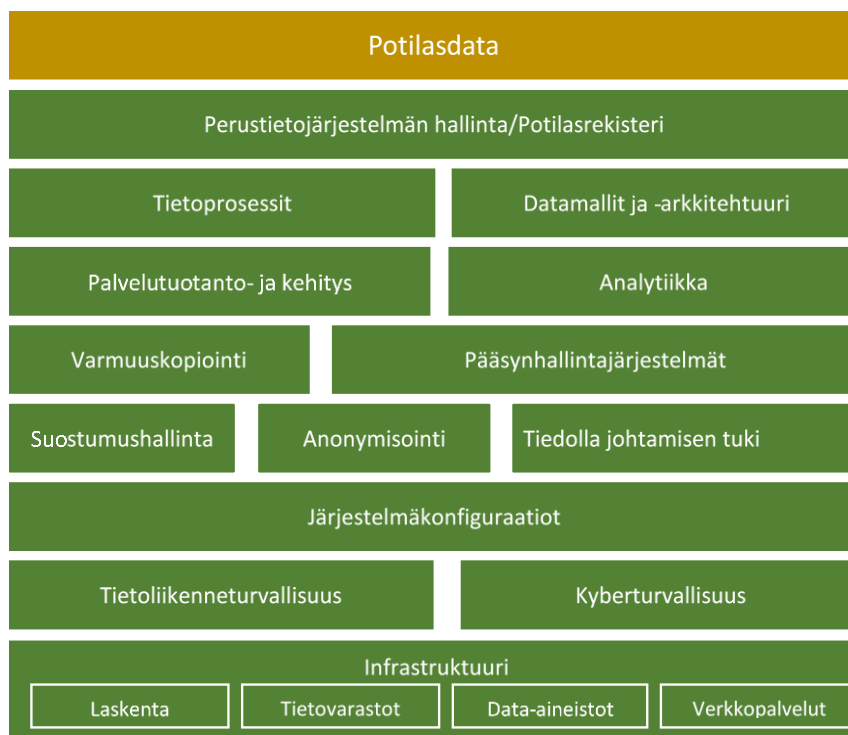 Potilasdata
Perustietojärjestelmän hallinta/Potilasrekisteri
Tietoprosessit
Datamallit ja -arkkitehtuuri
Palvelutuotanto- ja kehitys
Analytiikka
Varmuuskopiointi
Pääsynhallintajärjestelmät
Suostumushallinta
Anonymisointi
Tiedolla johtamisen tuki
Järjestelmäkonfiguraatiot
Tietoliikenneturvallisuus
Kyberturvallisuus
Infrastruktuuri
Laskenta
Tietovarastot
Data-aineistot
Verkkopalvelut